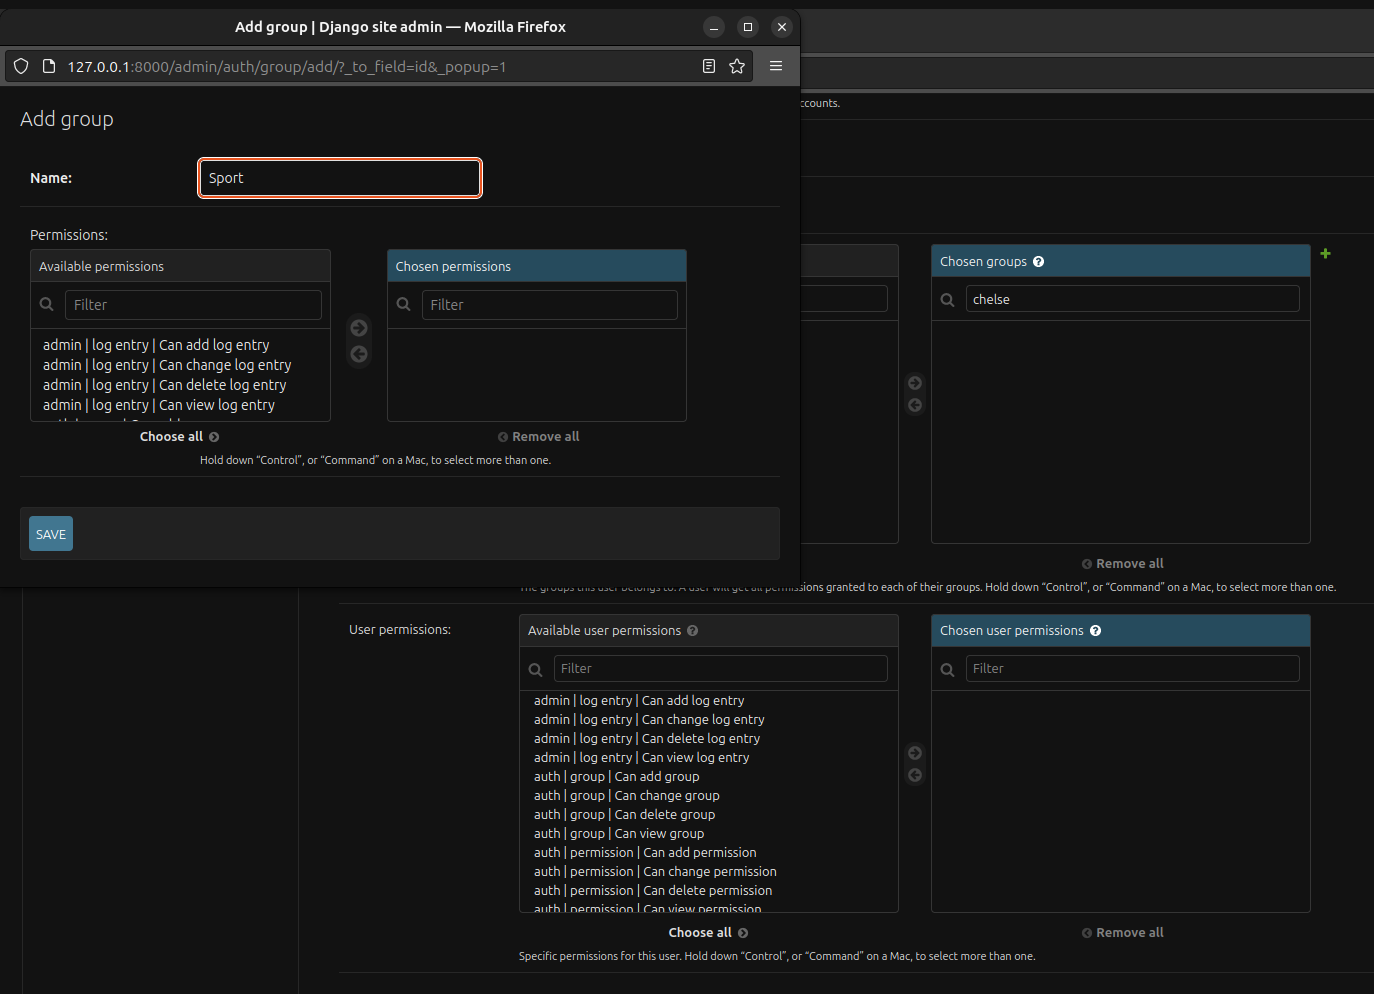 Add group | Django site admin — Mozilla Firefox
127.0.0.1:8000/admin/auth/group/add/?_to_field=id&_popup=1
Add group
Name:
Sport
Permissions:
Available permissions
Chosen permissions
Filter
Filter
admin | log entry | Can add log entry
admin | log entry | Can change log entry
admin | log entry | Can delete log entry
admin | log entry | Can view log entry
Choose all
Remove all
Hold down “Control”, or “Command” on a Mac, to select more than one.
SAVE
ccounts.
Chosen groups
chelse
Remove all
The groups this user belongs to. A user will get all permissions granted to each of their groups. Hold down “Control”, or “Command” on a Mac, to select more than one.
User permissions:
Available user permissions
Chosen user permissions
Filter
Filter
admin | log entry | Can add log entry
admin | log entry | Can change log entry
admin | log entry | Can delete log entry
admin | log entry | Can view log entry
auth | group | Can add group
auth | group | Can change group
auth | group | Can delete group
auth | group | Can view group
auth | permission | Can add permission
auth | permission | Can change permission
auth | permission | Can delete permission
auth | permission | Can view permission
Choose all
Remove all
Specific permissions for this user. Hold down “Control”, or “Command” on a Mac, to select more than one.